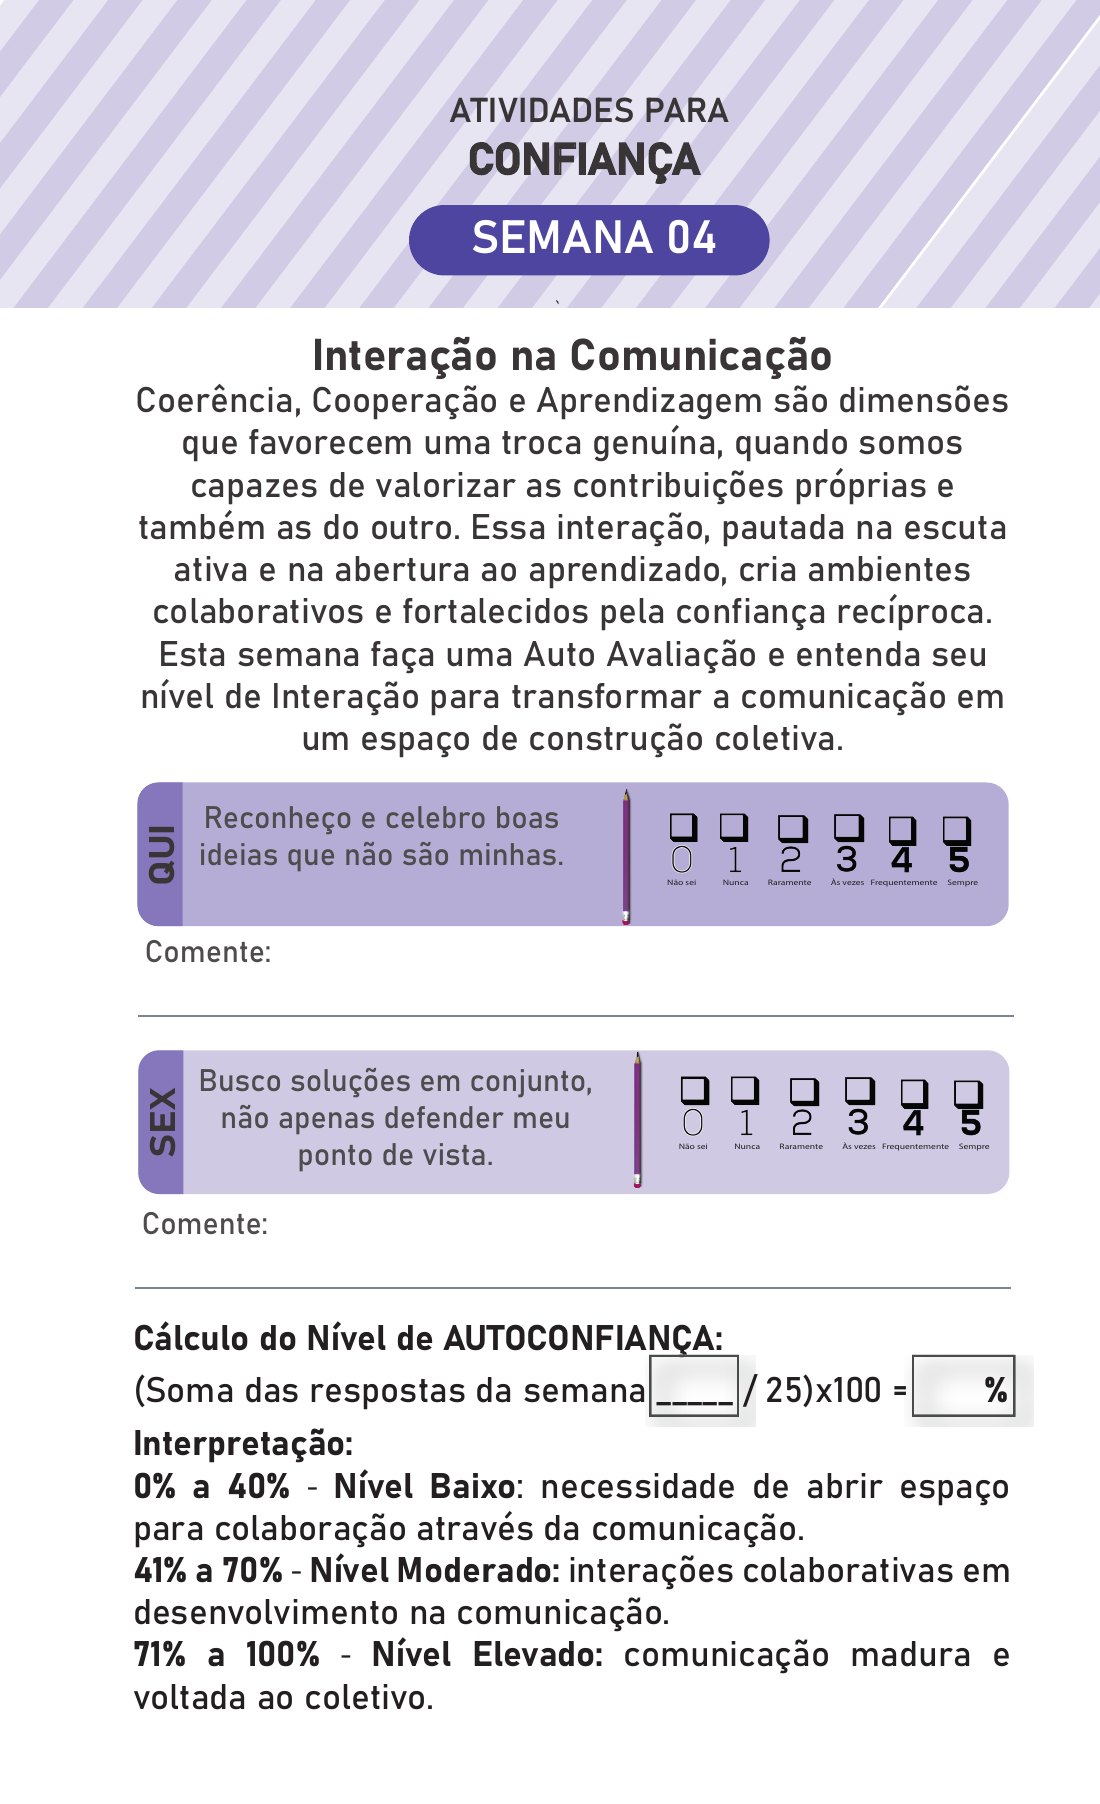 ATIVIDADES PARA
CONFIANÇA
SEMANA 04
Interação na Comunicação
Coerência, Cooperação e Aprendizagem são dimensões
que favorecem uma troca genuína, quando somos
capazes de valorizar as contribuições próprias e
também as do outro. Essa interação, pautada na escuta
ativa e na abertura ao aprendizado, cria ambientes
colaborativos e fortalecidos pela confiança recíproca.
Esta semana faça uma Auto Avaliação e entenda seu
nível de Interação para transformar a comunicação em
um espaço de construção coletiva.
QUI
Reconheço e celebro boas
ideias que não são minhas.
0 1 2 3 4 5
Não sei Nunca Raramente Às vezes Frequentemente Sempre
Comente:
SEX
Busco soluções em conjunto,
não apenas defender meu
ponto de vista.
0 1 2 3 4 5
Não sei Nunca Raramente Às vezes Frequentemente Sempre
Comente:
Cálculo do Nível de AUTOCONFIANÇA:
(Soma das respostas da semana _____ / 25)x100 = %
Interpretação:
0% a 40% - Nível Baixo: necessidade de abrir espaço
para colaboração através da comunicação.
41% a 70% - Nível Moderado: interações colaborativas em
desenvolvimento na comunicação.
71% a 100% - Nível Elevado: comunicação madura e
voltada ao coletivo.